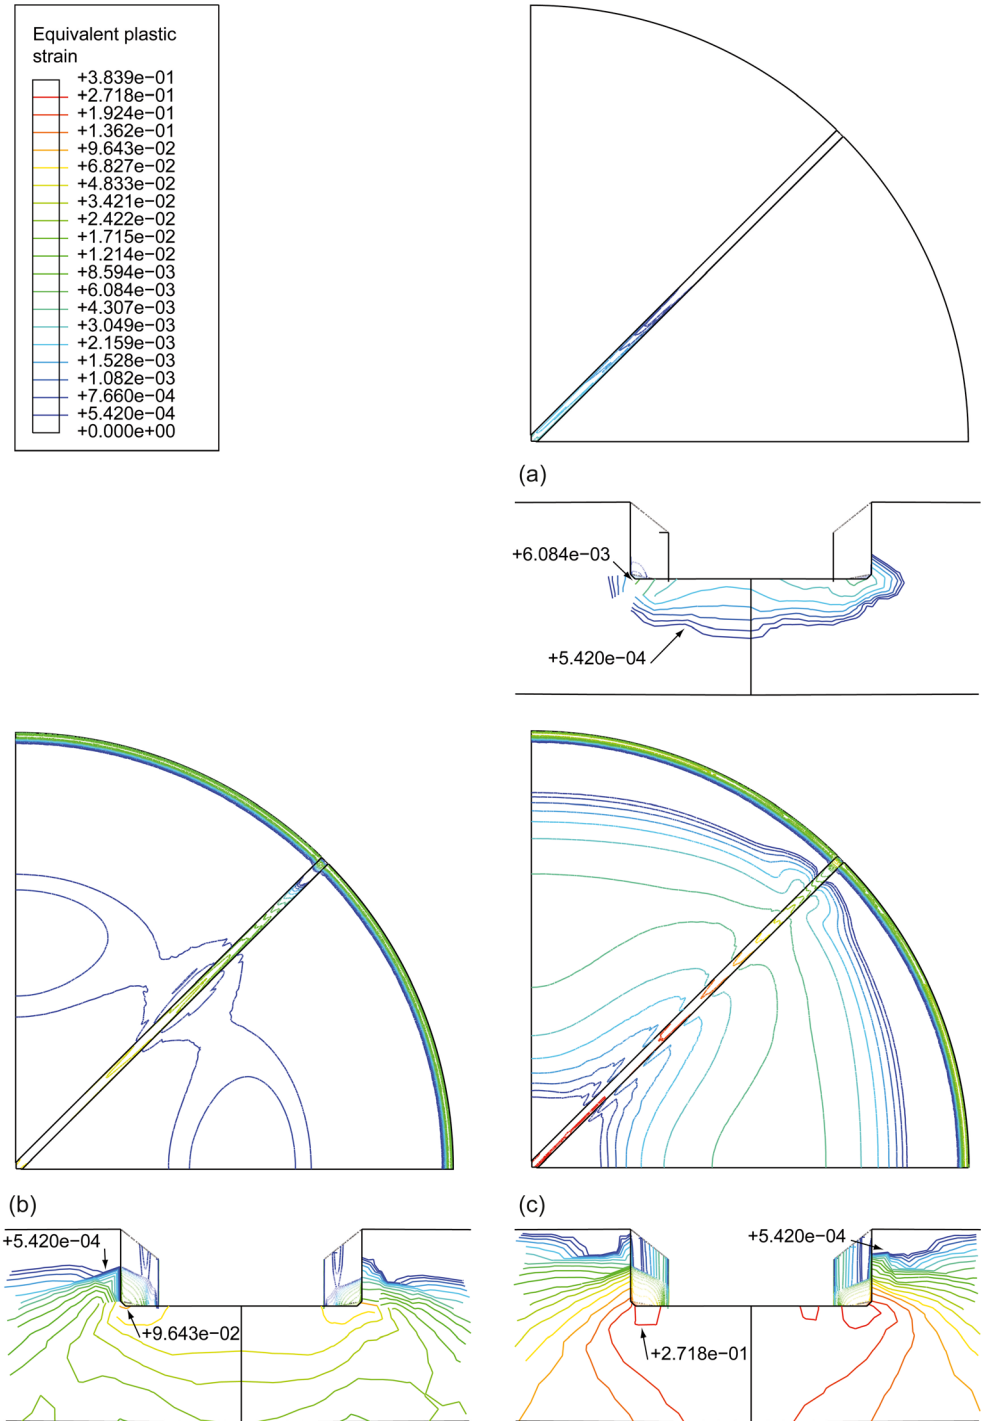 Equivalent plastic
strain
+3.839e−01
+2.718e−01
+1.924e−01
+1.362e−01
+9.643e−02
+6.827e−02
+4.833e−02
+3.421e−02
+2.422e−02
+1.715e−02
+1.214e−02
+8.594e−03
+6.084e−03
+4.307e−03
+3.049e−03
+2.159e−03
+1.528e−03
+1.082e−03
+7.660e−04
+5.420e−04
+0.000e+00
(a)
+6.084e−03
+5.420e−04
(b)
(c)
+5.420e−04
+9.643e−02
+5.420e−04
+2.718e−01